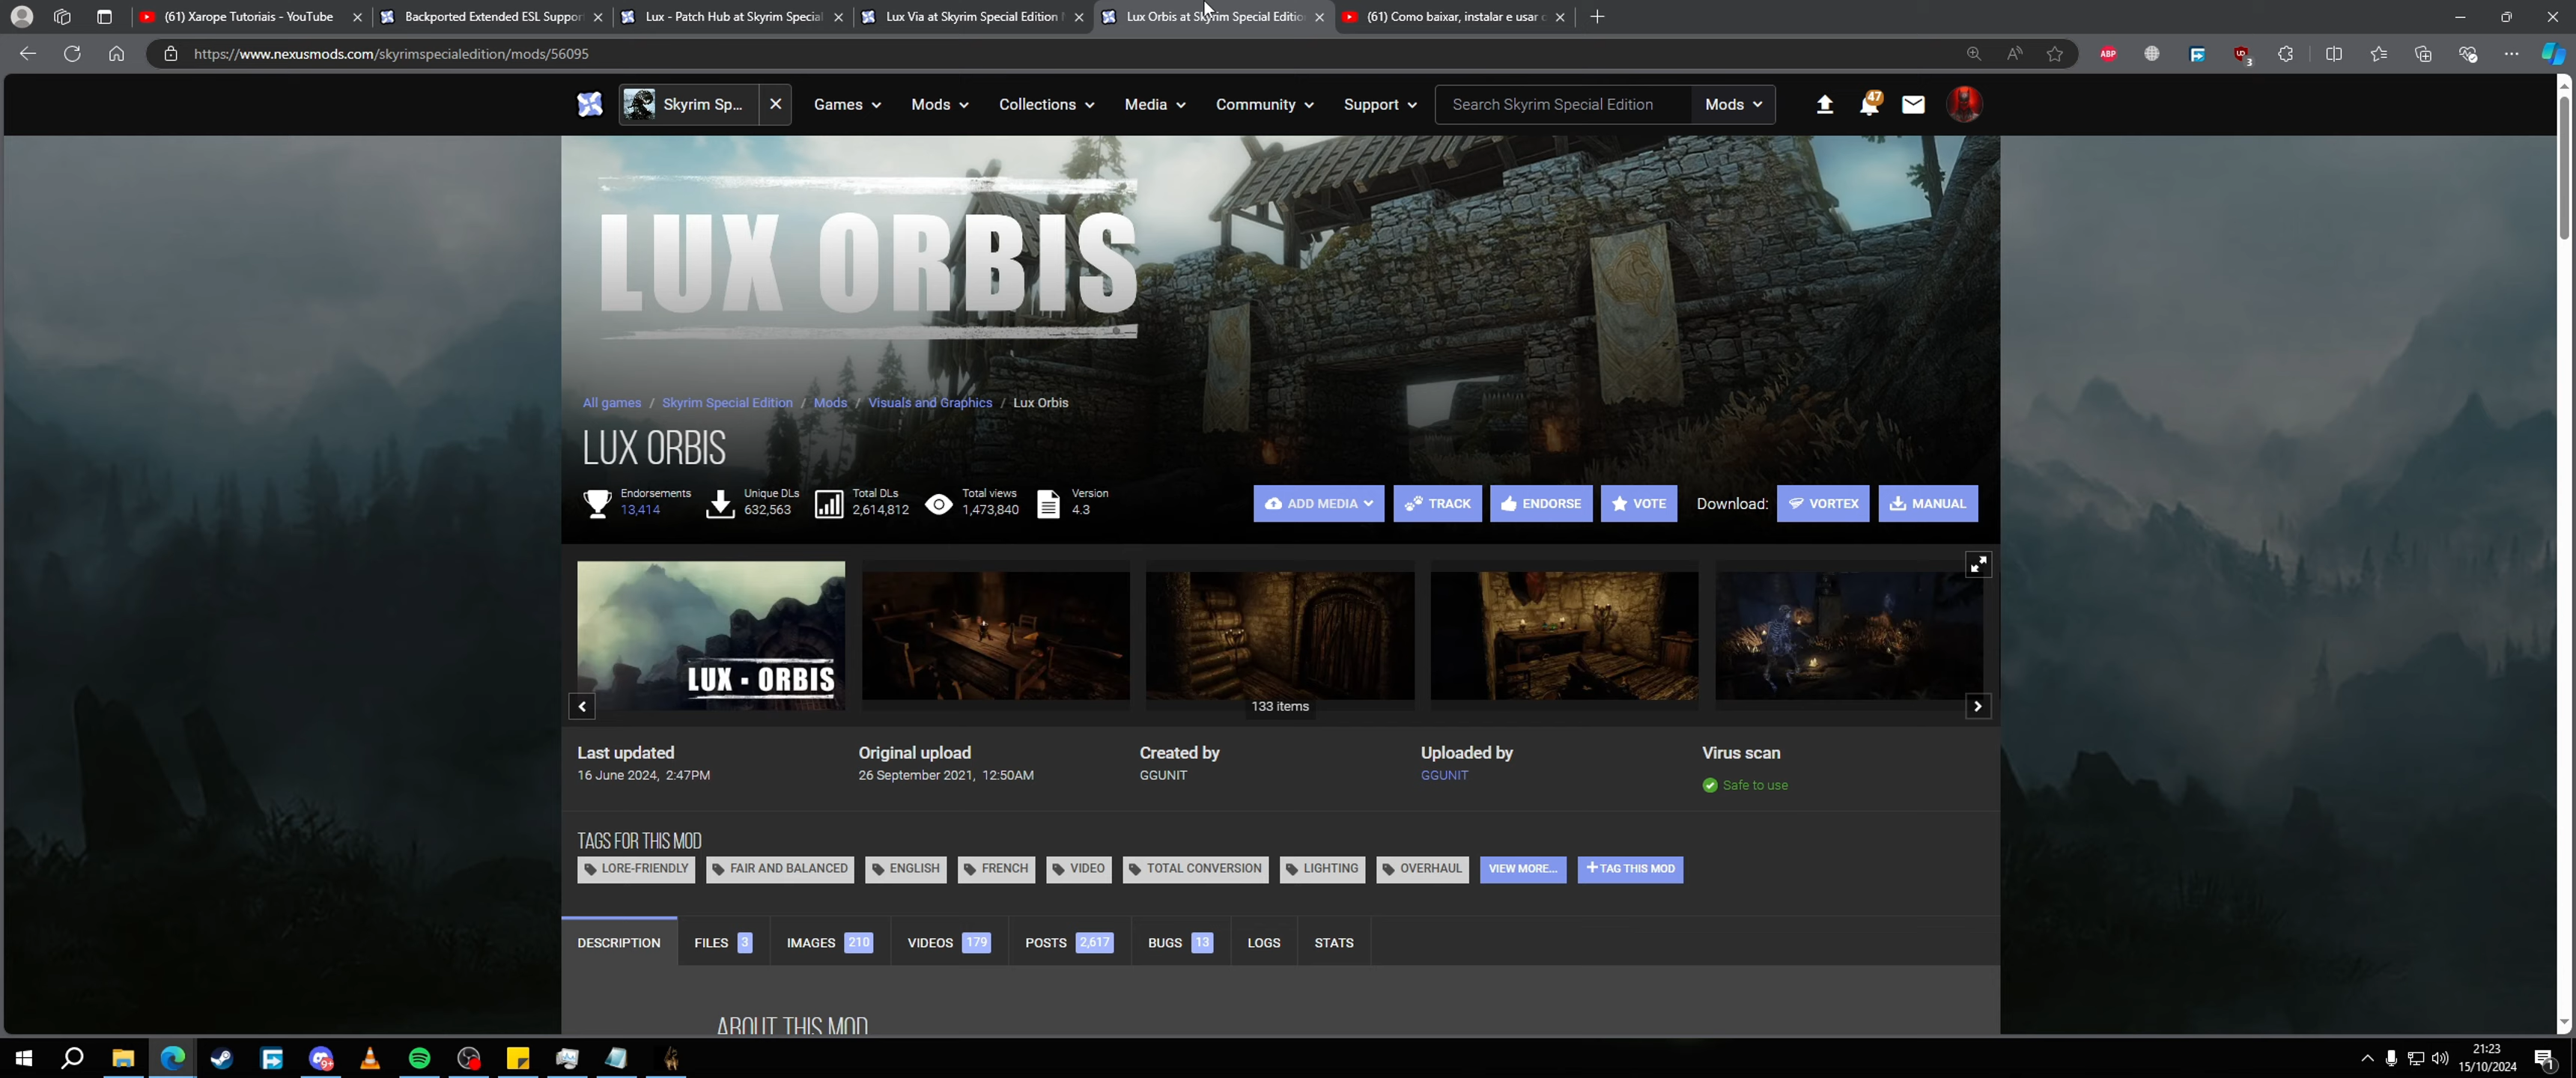 (61) Xarope Tutoriais - YouTube
Backported Extended ESL Suppor
Lux - Patch Hub at Skyrim Special
Lux Via at Skyrim Special Edition
Lux Orbis at Skyrim Special Editio
(61) Como baixar, instalar e usar
https://www.nexusmods.com/skyrimspecialedition/mods/56095
ABP
3
Skyrim Sp...
Games
Mods
Collections
Media
Community
Support
Search Skyrim Special Edition
Mods
47
LUX ORBIS
All games / Skyrim Special Edition / Mods / Visuals and Graphics / Lux Orbis
LUX ORBIS
Endorsements
13,414
Unique DLs
632,563
Total DLs
2,614,812
Total views
1,473,840
Version
4.3
ADD MEDIA
TRACK
ENDORSE
VOTE
Download:
VORTEX
MANUAL
LUX ▪ ORBIS
133 items
Last updated
16 June 2024, 2:47PM
Original upload
26 September 2021, 12:50AM
Created by
GGUNIT
Uploaded by
GGUNIT
Virus scan
Safe to use
TAGS FOR THIS MOD
LORE-FRIENDLY
FAIR AND BALANCED
ENGLISH
FRENCH
VIDEO
TOTAL CONVERSION
LIGHTING
OVERHAUL
VIEW MORE...
+ TAG THIS MOD
DESCRIPTION
FILES 3
IMAGES 210
VIDEOS 179
POSTS 2,617
BUGS 13
LOGS
STATS
ABOUT THIS MOD
9+
21:23
15/10/2024
1